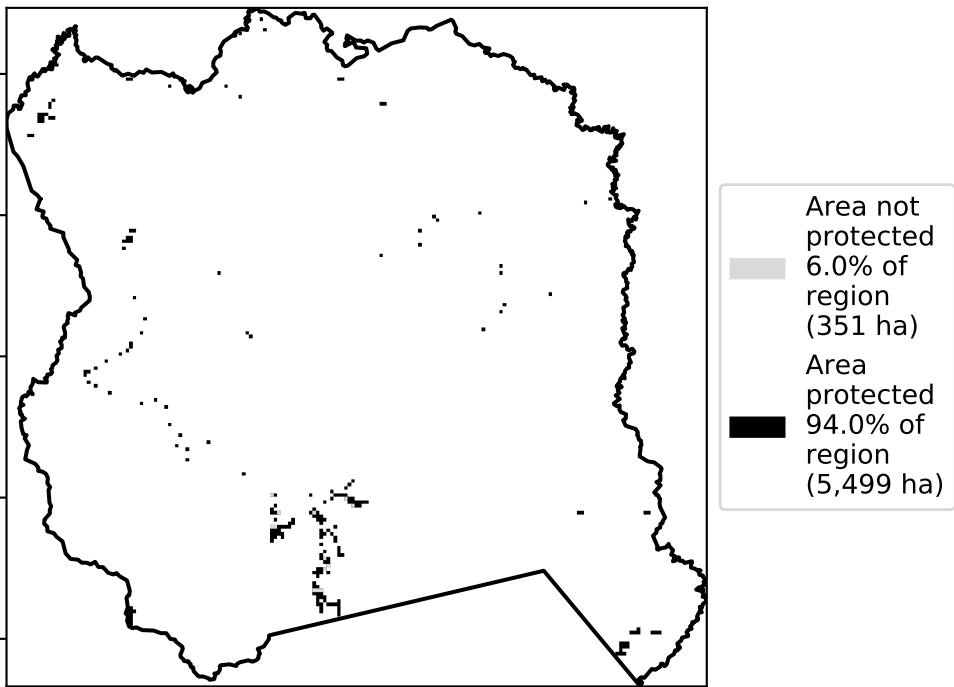 Area not
protected
6.0% of
region
(351 ha)
Area
protected
94.0% of
region
(5,499 ha)